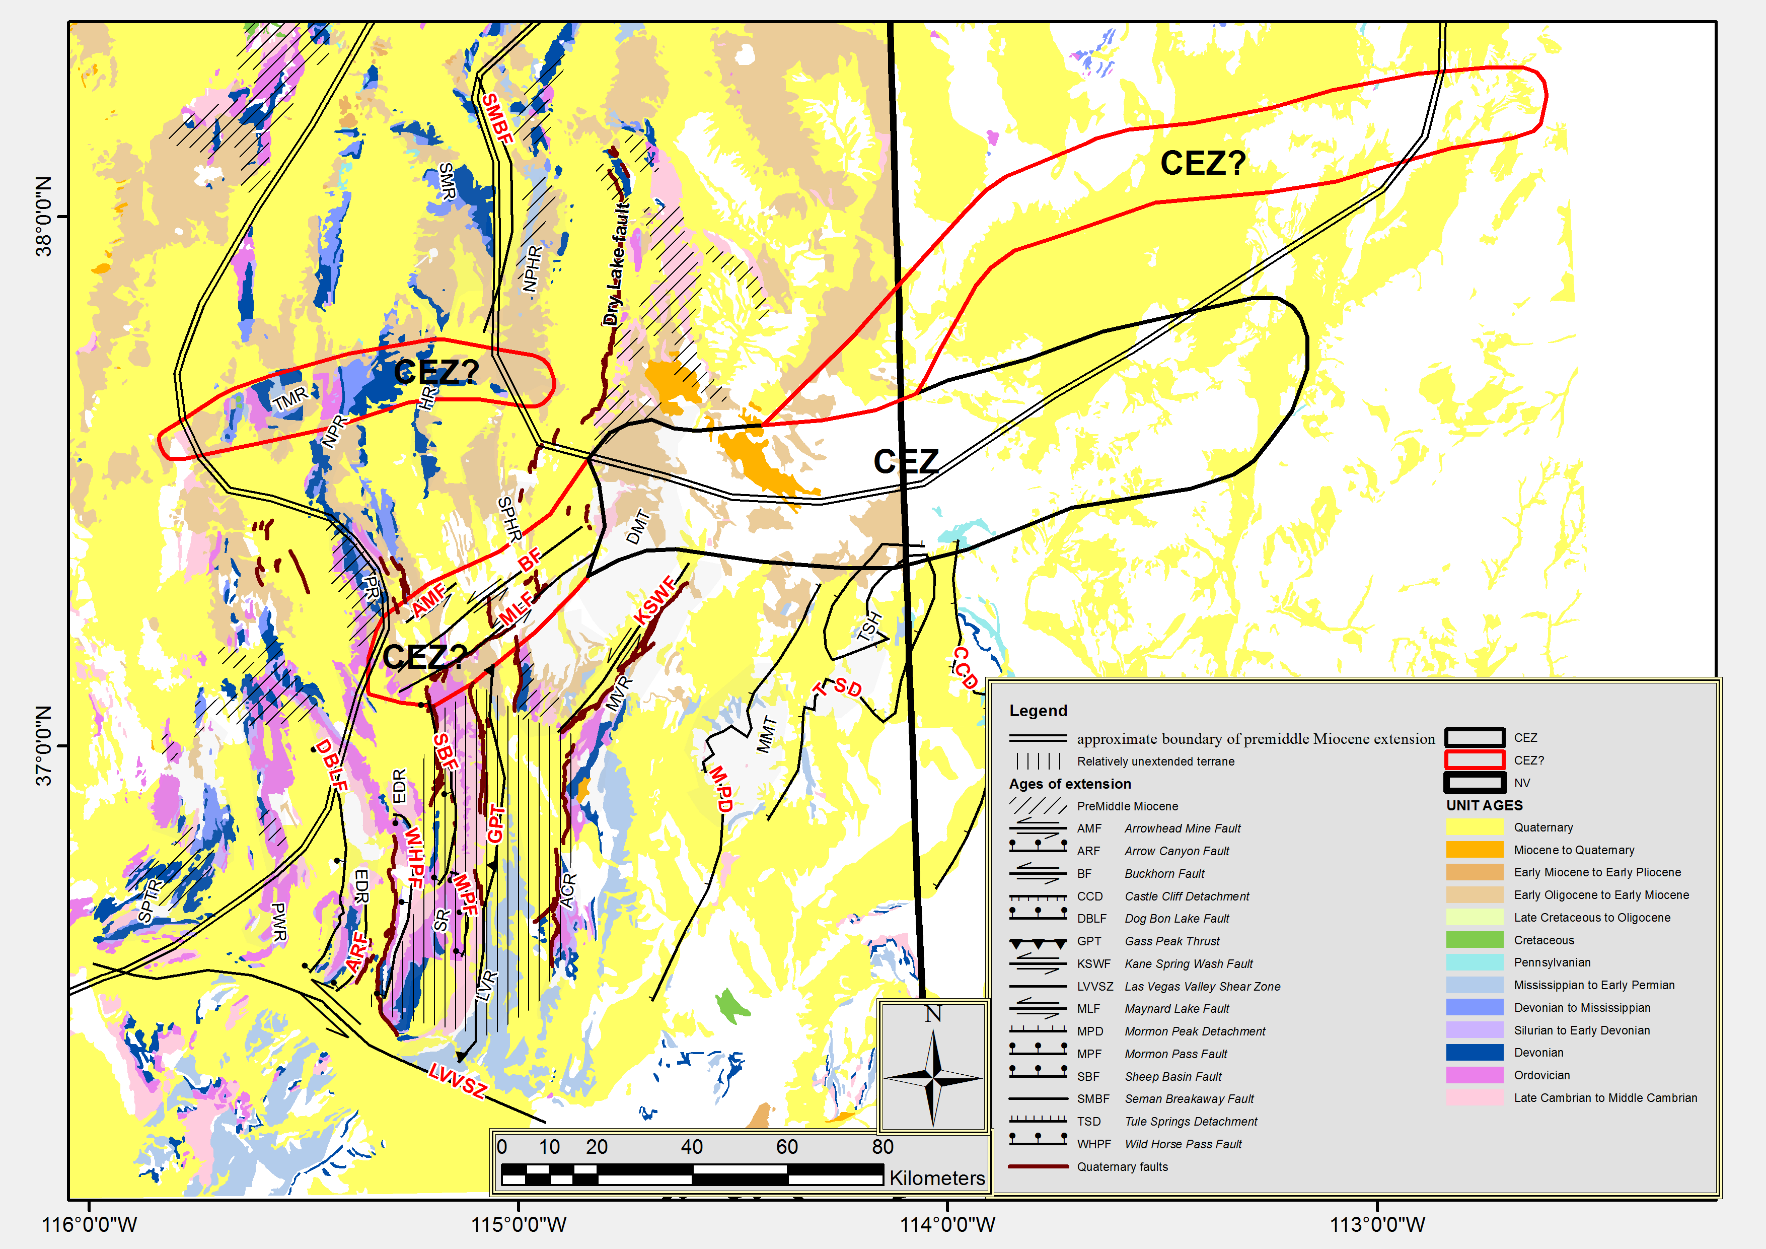 SMBF
CEZ?
38°0'0"N
SMR
NPHR
Dry Lake fault
CEZ?
TMR
HR
NPR
CEZ
SPHR
DMT
BF
AMF
PR
MLF
KSWF
TSH
CEZ?
CCD
T SD
MVR
MMT
37°0'0"N
DBLF
SBF
EDR
MPD
GPT
WHPF
EDR
MPF
ACR
SPTR
PWR
SR
ARF
LVR
LVVSZ
N
0 10 20 40 60 80
Kilometers
Legend
approximate boundary of premiddle Miocene extension
Relatively unextended terrane
Ages of extension
PreMiddle Miocene
AMF Arrowhead Mine Fault
ARF Arrow Canyon Fault
BF Buckhorn Fault
CCD Castle Cliff Detachment
DBLF Dog Bon Lake Fault
GPT Gass Peak Thrust
KSWF Kane Spring Wash Fault
LVVSZ Las Vegas Valley Shear Zone
MLF Maynard Lake Fault
MPD Mormon Peak Detachment
MPF Mormon Pass Fault
SBF Sheep Basin Fault
SMBF Seman Breakaway Fault
TSD Tule Springs Detachment
WHPF Wild Horse Pass Fault
Quaternary faults
CEZ
CEZ?
NV
UNIT AGES
Quaternary
Miocene to Quaternary
Early Miocene to Early Pliocene
Early Oligocene to Early Miocene
Late Cretaceous to Oligocene
Cretaceous
Pennsylvanian
Mississippian to Early Permian
Devonian to Mississippian
Silurian to Early Devonian
Devonian
Ordovician
Late Cambrian to Middle Cambrian
116°0'0"W 115°0'0"W 114°0'0"W 113°0'0"W